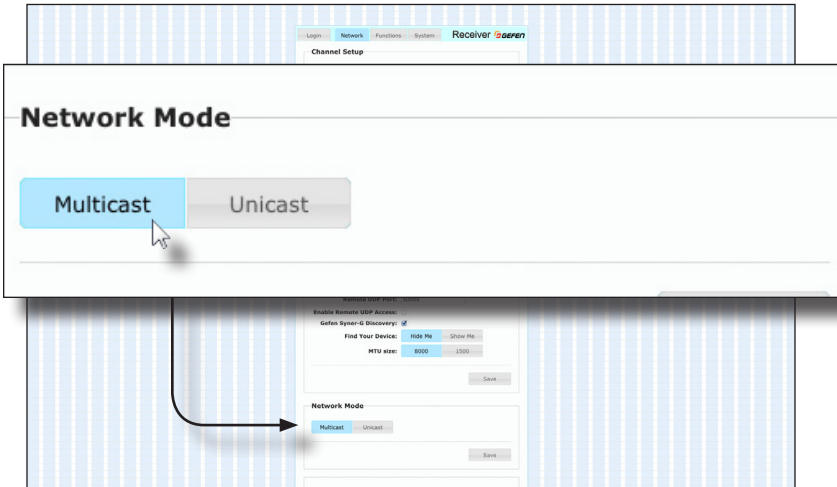 Login Network Functions System Receiver Gefen
Channel Setup
Network Mode
Multicast Unicast
Remote UDP Port:
Enable Remote UDP Access:
Gefen Syner-G Discovery:
Find Your Device: Hide Me Show Me
MTU size: 8000 1500
Save
Network Mode
Multicast Unicast
Save